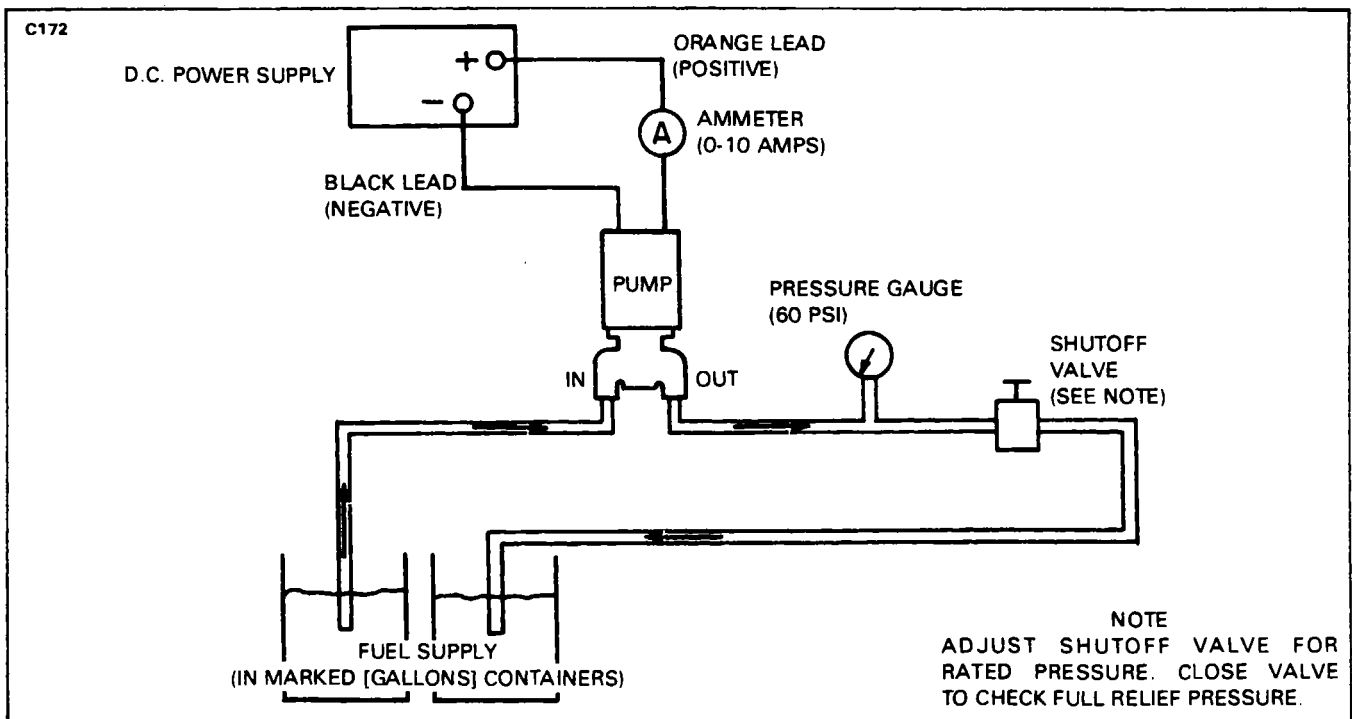 C172
D.C. POWER SUPPLY
+
−
ORANGE LEAD
(POSITIVE)
A
AMMETER
(0-10 AMPS)
BLACK LEAD
(NEGATIVE)
PUMP
PRESSURE GAUGE
(60 PSI)
SHUTOFF
VALVE
(SEE NOTE)
IN
OUT
FUEL SUPPLY
(IN MARKED [GALLONS] CONTAINERS)
NOTE
ADJUST SHUTOFF VALVE FOR
RATED PRESSURE. CLOSE VALVE
TO CHECK FULL RELIEF PRESSURE.